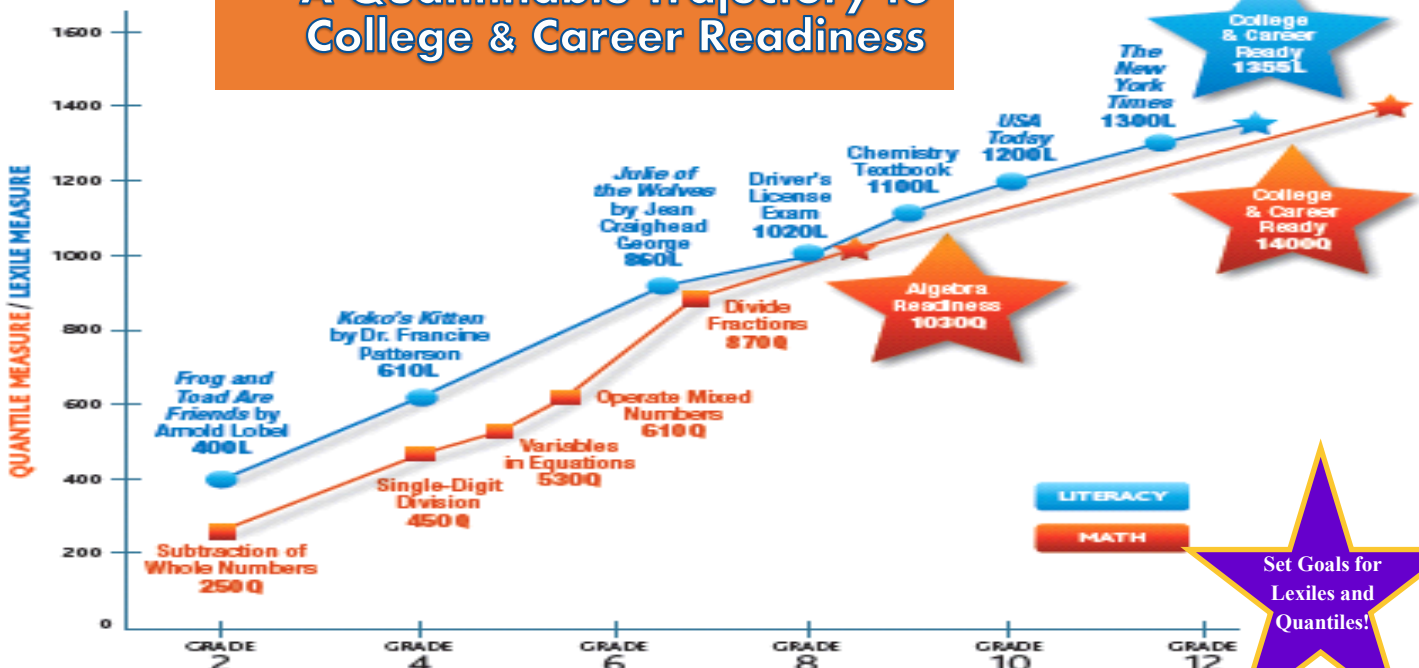 A Quantifiable Trajectory to
College & Career Readiness
QUANTILE MEASURE / LEXILE MEASURE
1600
1400
1200
1000
800
600
400
200
0
GRADE
2
GRADE
4
GRADE
6
GRADE
8
GRADE
10
GRADE
12
Frog and
Toad Are
Friends by
Arnold Lobel
400L
Koko's Kitten
by Dr. Francine
Patterson
610L
Julie of
the Wolves
by Jean
Craighead
George
860L
Driver's
License
Exam
1020L
Chemistry
Textbook
1100L
USA
Today
1200L
The
New
York
Times
1300L
College
& Career
Ready
1355L
Subtraction of
Whole Numbers
250Q
Single-Digit
Division
450Q
Variables
in Equations
530Q
Operate Mixed
Numbers
610Q
Divide
Fractions
870Q
Algebra
Readiness
1030Q
College
& Career
Ready
1400Q
LITERACY
MATH
Set Goals for
Lexiles and
Quantiles!